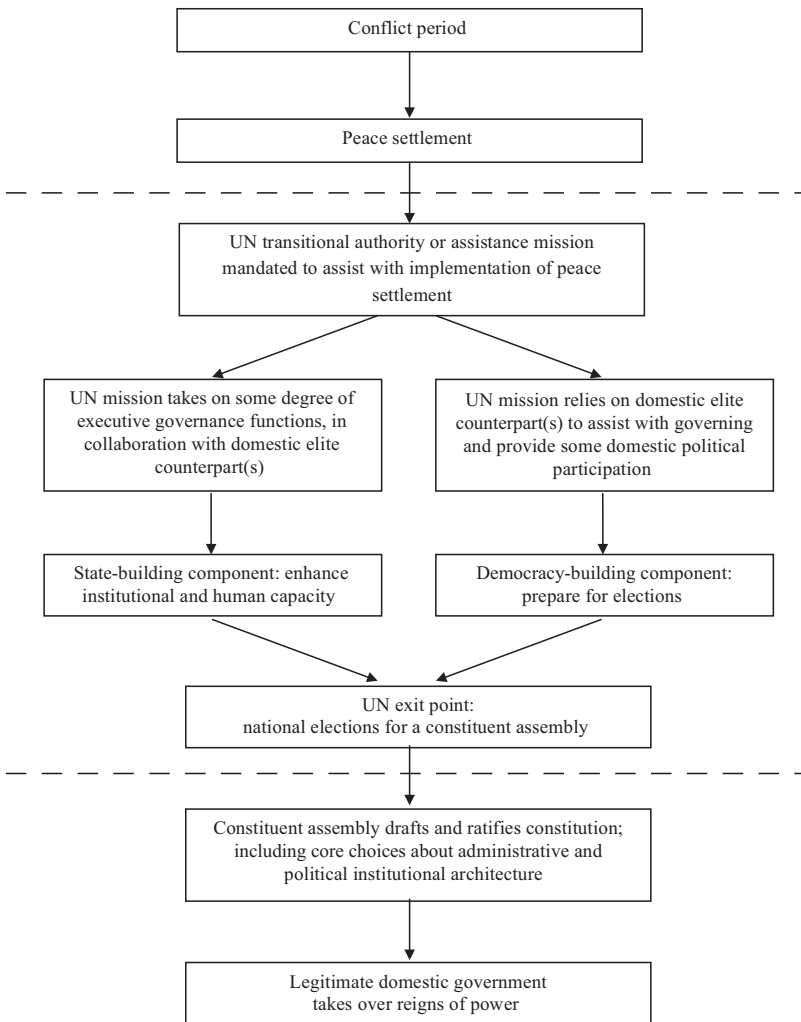 Conflict period
Peace settlement
UN transitional authority or assistance mission
mandated to assist with implementation of peace
settlement
UN mission takes on some degree of
executive governance functions, in
collaboration with domestic elite
counterpart(s)
UN mission relies on domestic elite
counterpart(s) to assist with governing
and provide some domestic political
participation
State-building component: enhance
institutional and human capacity
Democracy-building component:
prepare for elections
UN exit point:
national elections for a constituent assembly
Constituent assembly drafts and ratifies constitution;
including core choices about administrative and
political institutional architecture
Legitimate domestic government
takes over reigns of power